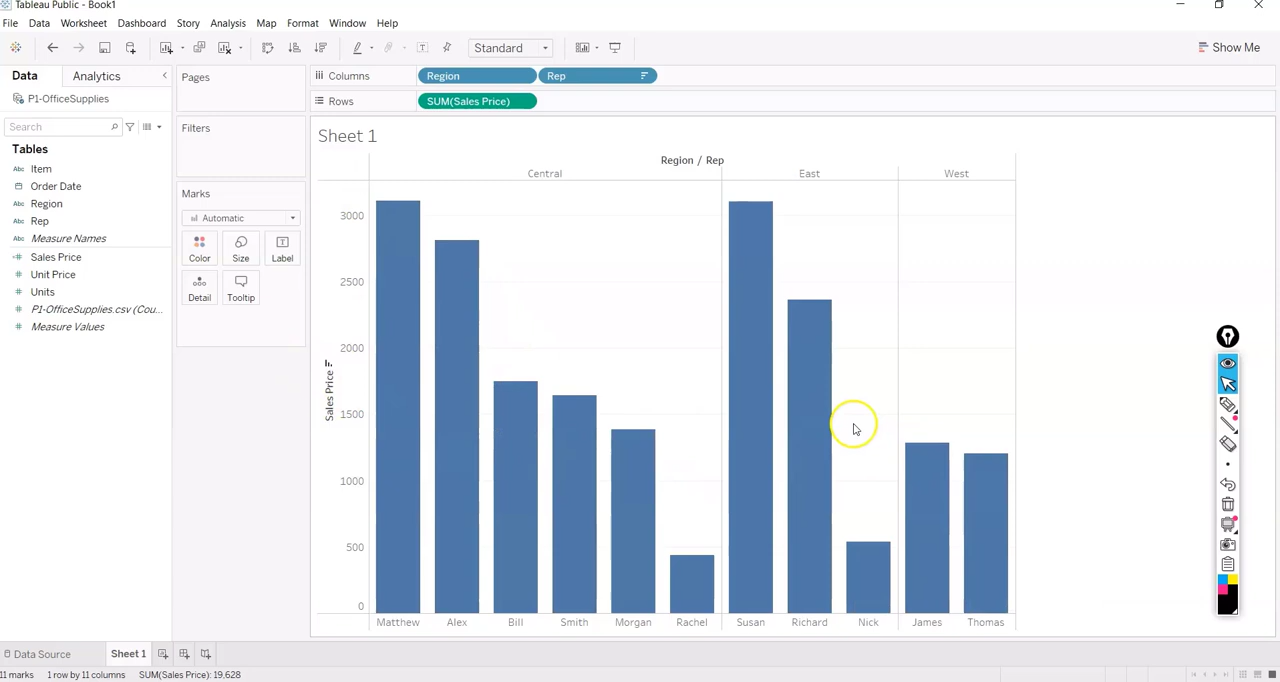 Tableau Public - Book1
File Data Worksheet Dashboard Story Analysis Map Format Window Help
Standard
Show Me
Data Analytics
P1-OfficeSupplies
Search
Tables
Abc Item
Order Date
Abc Region
Abc Rep
Abc Measure Names
# Sales Price
# Unit Price
# Units
# P1-OfficeSupplies.csv (Cou...
# Measure Values
Pages
Filters
Marks
Automatic
Color Size Label
Detail Tooltip
Columns Region Rep
Rows SUM(Sales Price)
Sheet 1
Region / Rep
Central East West
Sales Price
3000
2500
2000
1500
1000
500
0
Matthew Alex Bill Smith Morgan Rachel Susan Richard Nick James Thomas
Data Source Sheet 1
11 marks 1 row by 11 columns SUM(Sales Price): 19,628